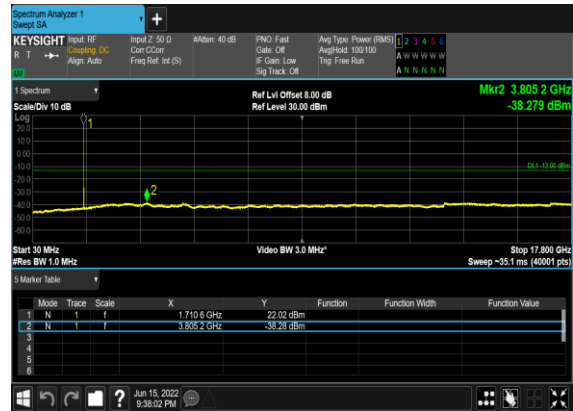 Spectrum Analyzer 1
Swept SA
KEYSIGHT Input: RF Input Z: 50 Ω #Atten: 40 dB PNO: Fast Avg Type: Power (RMS) 1 2 3 4 5 6
R T Coupling: DC Corr CCorr Gate: Off Avg|Hold: 100/100 A W W W W W
Align: Auto Freq Ref: Int (S) IF Gain: Low Trig: Free Run
LW Sig Track: Off A N N N N N
1 Spectrum Ref Lvl Offset 8.00 dB Mkr2 3.805 2 GHz
Scale/Div 10 dB Ref Level 30.00 dBm -38.279 dBm
Log
20.0 1
10.0
0.00
-10.0 DL1 -13.00 dBm
-20.0
-30.0 2
-40.0
-50.0
-60.0
Start 30 MHz Video BW 3.0 MHz* Stop 17.800 GHz
#Res BW 1.0 MHz Sweep ~35.1 ms (40001 pts)
5 Marker Table
Mode Trace Scale X Y Function Function Width Function Value
1 N 1 f 1.710 6 GHz 22.02 dBm
2 N 1 f 3.805 2 GHz -38.28 dBm
3
4
5
6
? Jun 15, 2022
9:38:02 PM